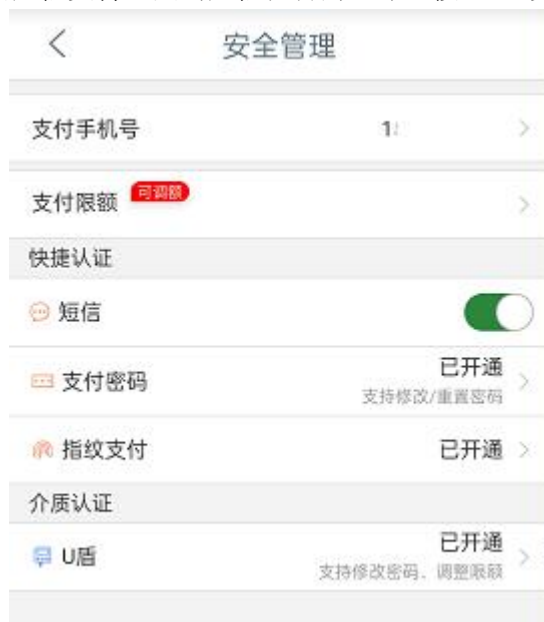 安全管理
支付手机号 1
支付限额 可调额
快捷认证
短信
支付密码 已开通
支持修改/重置密码
指纹支付 已开通
介质认证
U盾 已开通
支持修改密码、调整限额